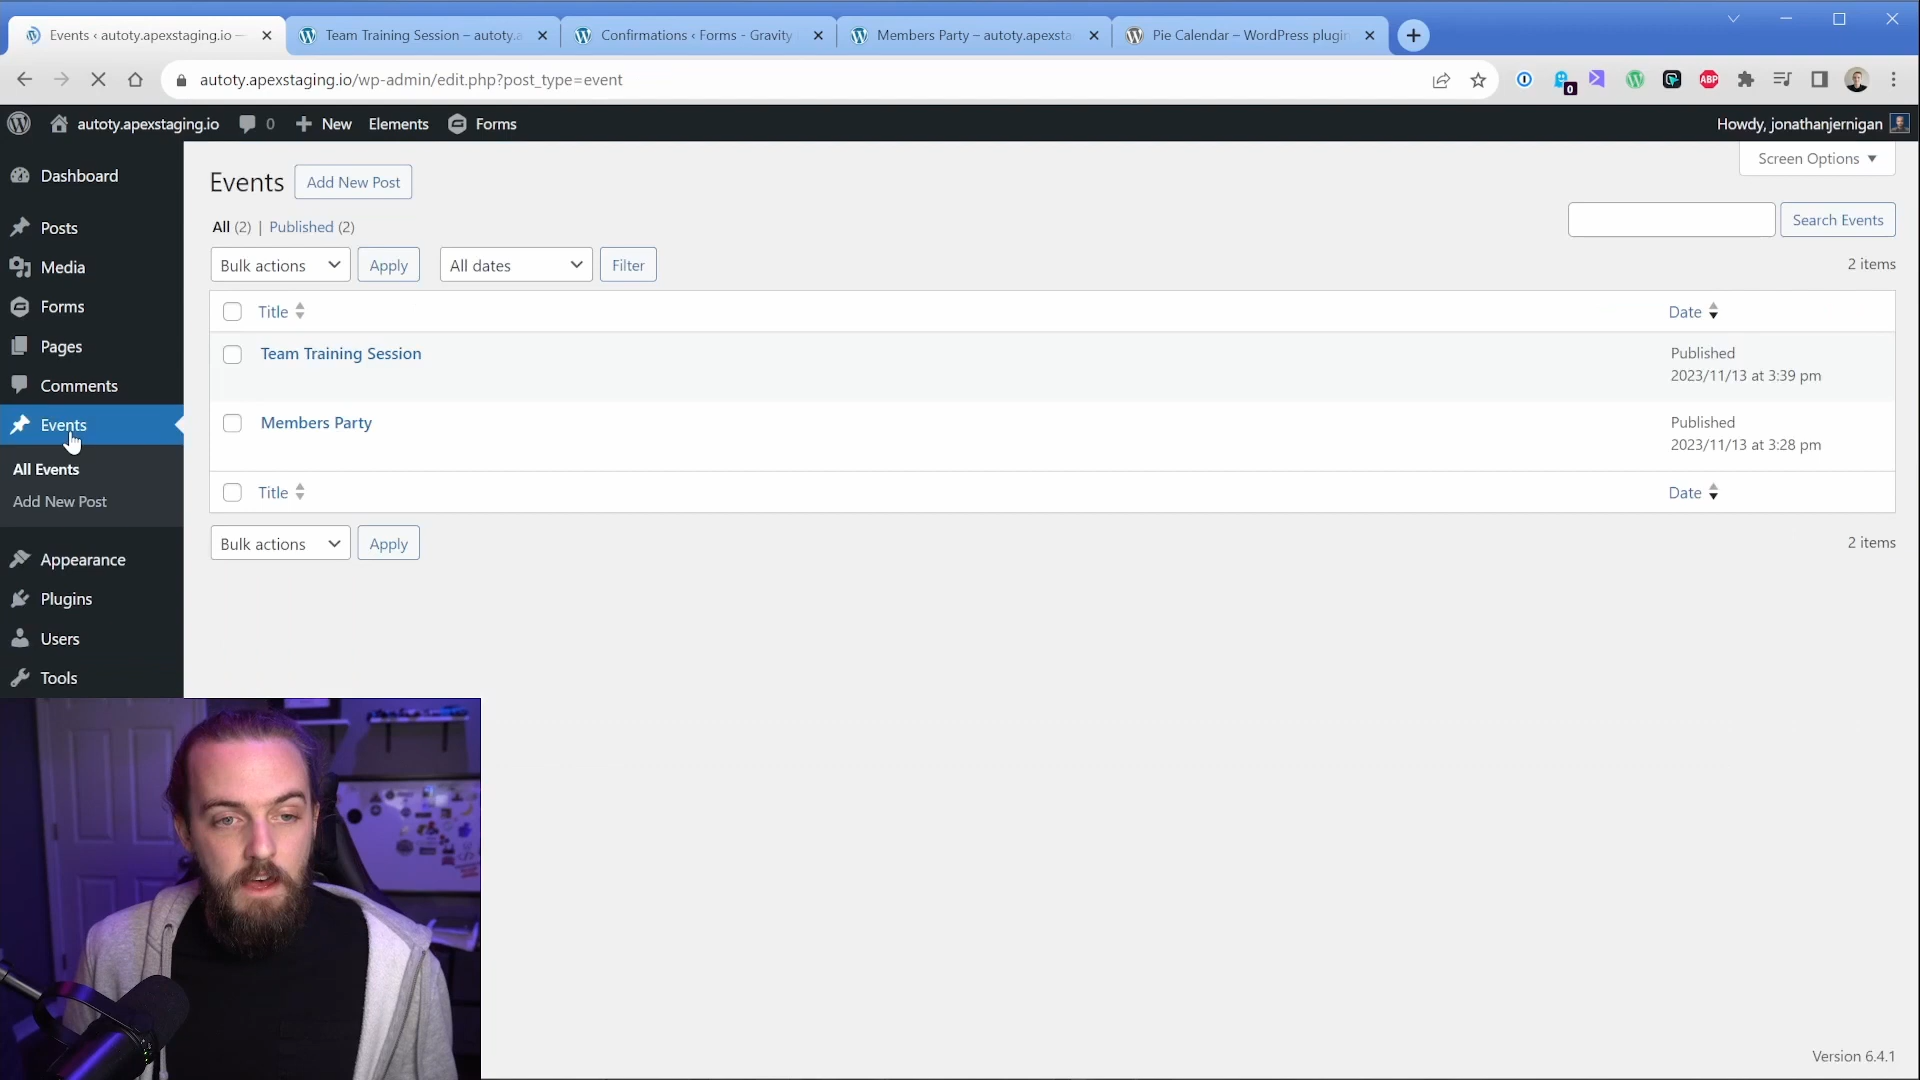 Events ‹ autoty.apexstaging.io —
Team Training Session – autoty.a
Confirmations ‹ Forms - Gravity
Members Party – autoty.apexsta
Pie Calendar – WordPress plugin
autoty.apexstaging.io/wp-admin/edit.php?post_type=event
0
ABP
autoty.apexstaging.io
0
New
Elements
Forms
Howdy, jonathanjernigan
Dashboard
Posts
Media
Forms
Pages
Comments
Events
All Events
Add New Post
Appearance
Plugins
Users
Tools
Screen Options
Events
Add New Post
All (2) | Published (2)
Search Events
Bulk actions
Apply
All dates
Filter
2 items
Title
Date
Team Training Session
Published
2023/11/13 at 3:39 pm
Members Party
Published
2023/11/13 at 3:28 pm
Title
Date
Bulk actions
Apply
2 items
Version 6.4.1